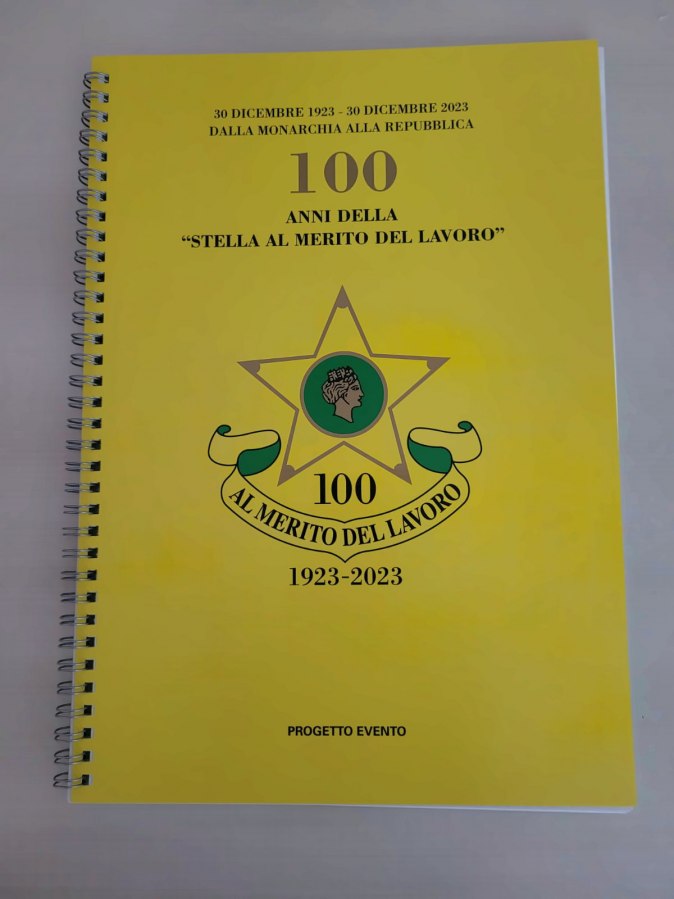 30 DICEMBRE 1923 - 30 DICEMBRE 2023
DALLA MONARCHIA ALLA REPUBBLICA
100
ANNI DELLA
“STELLA AL MERITO DEL LAVORO”
100
AL MERITO DEL LAVORO
1923-2023
PROGETTO EVENTO